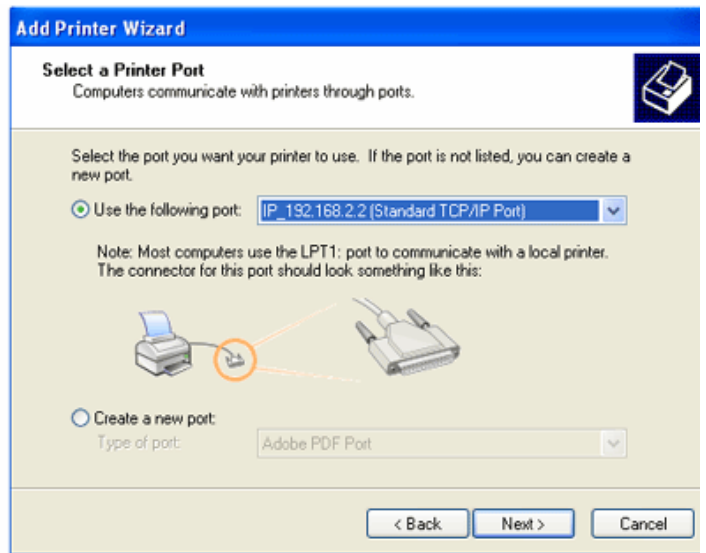 Add Printer Wizard
Select a Printer Port
Computers communicate with printers through ports.
Select the port you want your printer to use. If the port is not listed, you can create a
new port.
Use the following port: IP_192.168.2.2 (Standard TCP/IP Port)
Note: Most computers use the LPT1: port to communicate with a local printer.
The connector for this port should look something like this:
Create a new port:
Type of port: Adobe PDF Port
< Back Next > Cancel